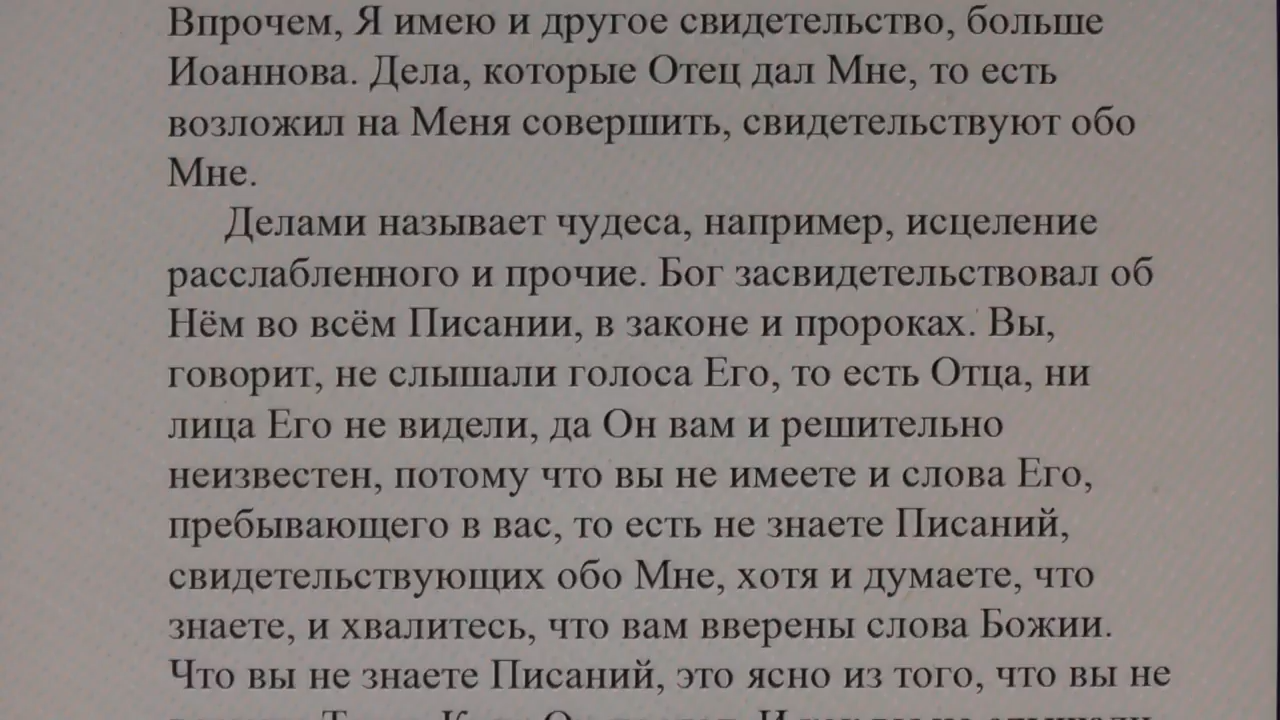 Впрочем, Я имею и другое свидетельство, больше
Иоаннова. Дела, которые Отец дал Мне, то есть
возложил на Меня совершить, свидетельствуют обо
Мне.
Делами называет чудеса, например, исцеление
расслабленного и прочие. Бог засвидетельствовал об
Нём во всём Писании, в законе и пророках. Вы,
говорит, не слышали голоса Его, то есть Отца, ни
лица Его не видели, да Он вам и решительно
неизвестен, потому что вы не имеете и слова Его,
пребывающего в вас, то есть не знаете Писаний,
свидетельствующих обо Мне, хотя и думаете, что
знаете, и хвалитесь, что вам вверены слова Божии.
Что вы не знаете Писаний, это ясно из того, что вы не